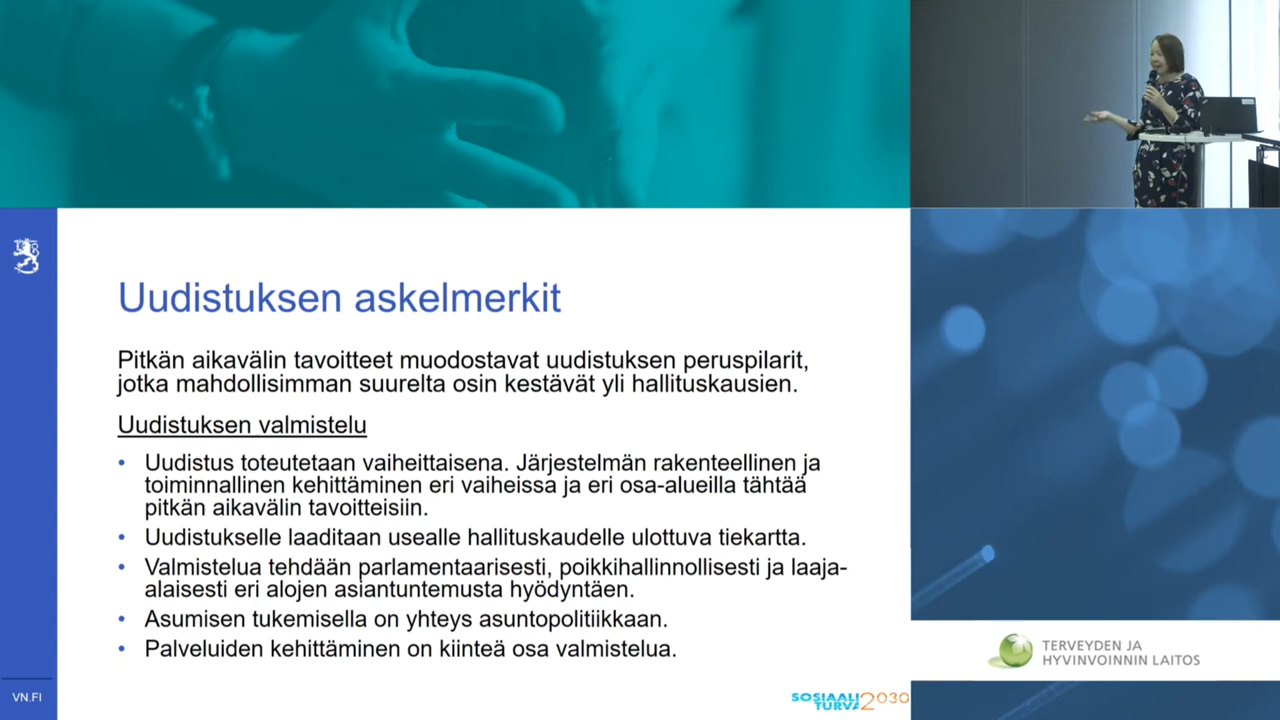 Uudistuksen askelmerkit
Pitkän aikavälin tavoitteet muodostavat uudistuksen peruspilarit,
jotka mahdollisimman suurelta osin kestävät yli hallituskausien.
Uudistuksen valmistelu
• Uudistus toteutetaan vaiheittaisena. Järjestelmän rakenteellinen ja
toiminnallinen kehittäminen eri vaiheissa ja eri osa-alueilla tähtää
pitkän aikavälin tavoitteisiin.
• Uudistukselle laaditaan usealle hallituskaudelle ulottuva tiekartta.
• Valmistelua tehdään parlamentaarisesti, poikkihallinnollisesti ja laaja-
alaisesti eri alojen asiantuntemusta hyödyntäen.
• Asumisen tukemisella on yhteys asuntopolitiikkaan.
• Palveluiden kehittäminen on kiinteä osa valmistelua.
VN.FI
SOSIAALI
TURVA 2030
TERVEYDEN JA
HYVINVOINNIN LAITOS